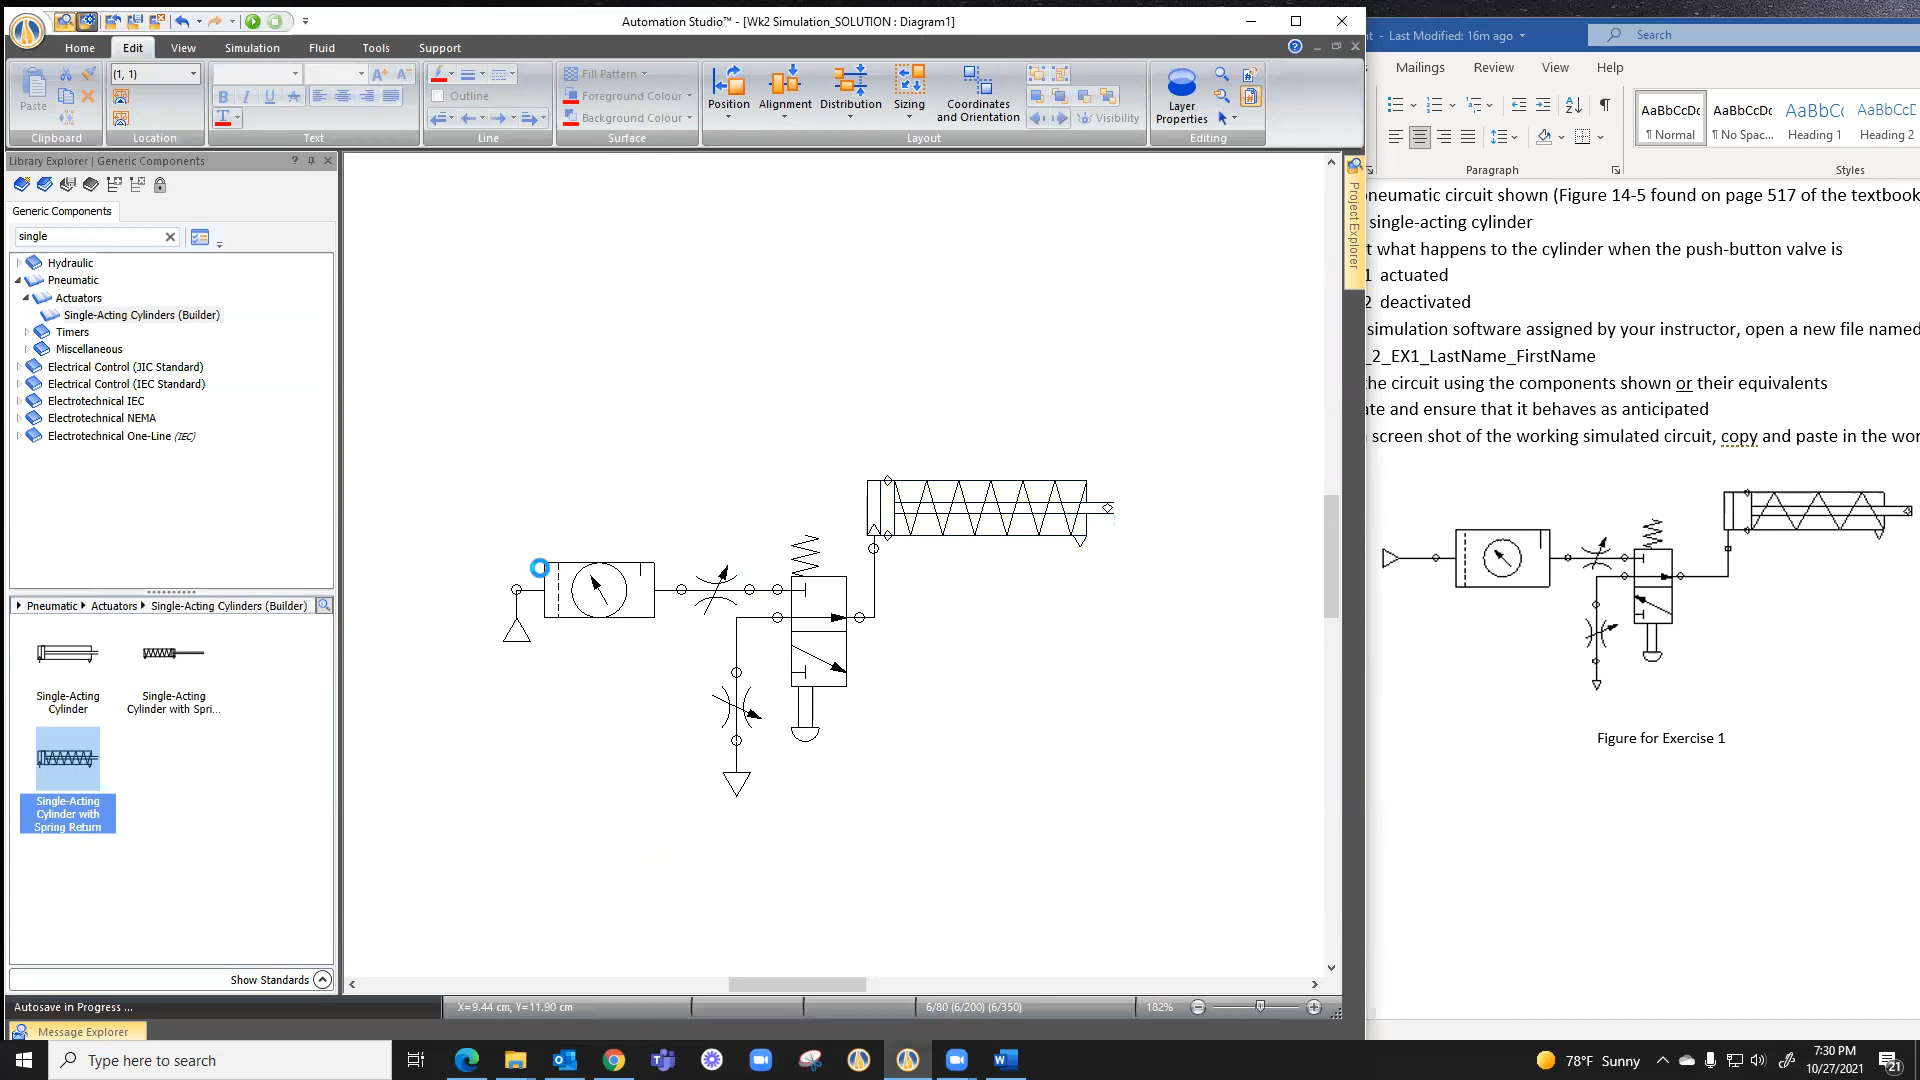 Automation Studio™ - [Wk2 Simulation_SOLUTION : Diagram1]
Home Edit View Simulation Fluid Tools Support
Paste
Clipboard
(1, 1)
Location
B I U A
T
Text
Outline
Line
Fill Pattern
Foreground Colour
Background Colour
Surface
Position
Alignment
Distribution
Sizing
Coordinates
and Orientation
Visibility
Layout
Layer
Properties
Editing
Library Explorer | Generic Components
Generic Components
single
Hydraulic
Pneumatic
Actuators
Single-Acting Cylinders (Builder)
Timers
Miscellaneous
Electrical Control (JIC Standard)
Electrical Control (IEC Standard)
Electrotechnical IEC
Electrotechnical NEMA
Electrotechnical One-Line (IEC)
Pneumatic Actuators Single-Acting Cylinders (Builder)
Single-Acting
Cylinder
Single-Acting
Cylinder with Spri...
Single-Acting
Cylinder with
Spring Return
Show Standards
Autosave in Progress ...
X=9.44 cm, Y=11.90 cm
6/80 (6/200) (6/350)
182%
Message Explorer
Project Explorer
- Last Modified: 16m ago
Search
Mailings Review View Help
AaBbCcDc
¶ Normal
AaBbCcDc
¶ No Spac...
AaBbCc
Heading 1
AaBbCcD
Heading 2
Paragraph
Styles
neumatic circuit shown (Figure 14-5 found on page 517 of the textbook
single-acting cylinder
t what happens to the cylinder when the push-button valve is
1 actuated
2 deactivated
simulation software assigned by your instructor, open a new file named
_2_EX1_LastName_FirstName
the circuit using the components shown or their equivalents
ate and ensure that it behaves as anticipated
screen shot of the working simulated circuit, copy and paste in the wor
Figure for Exercise 1
Type here to search
78°F Sunny
7:30 PM
10/27/2021
21